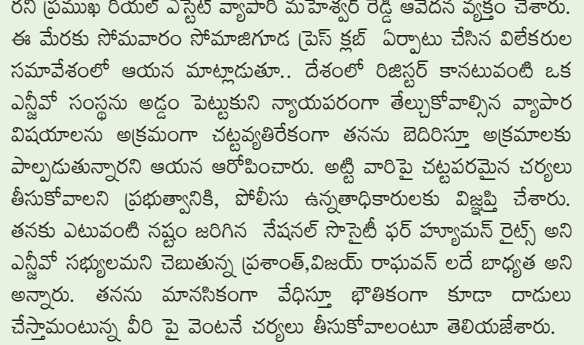 రని ప్రముఖ రియల్ ఎస్టేట్ వ్యాపారి మహేశ్వర్ రెడ్డి ఆవేదన వ్యక్తం చేశారు.
ఈ మేరకు సోమవారం సోమాజిగూడ ప్రెస్ క్లబ్ ఏర్పాటు చేసిన విలేకరుల
సమావేశంలో ఆయన మాట్లాడుతూ.. దేశంలో రిజిస్టర్ కానటువంటి ఒక
ఎన్జీవో సంస్థను అడ్డం పెట్టుకుని న్యాయపరంగా తేల్చుకోవాల్సిన వ్యాపార
విషయాలను అక్రమంగా చట్టవ్యతిరేకంగా తనను బెదిరిస్తూ అక్రమాలకు
పాల్పడుతున్నారని ఆయన ఆరోపించారు. అట్టి వారిపై చట్టపరమైన చర్యలు
తీసుకోవాలని ప్రభుత్వానికి, పోలీసు ఉన్నతాధికారులకు విజ్ఞప్తి చేశారు.
తనకు ఎటువంటి నష్టం జరిగిన నేషనల్ సొసైటీ ఫర్ హ్యూమన్ రైట్స్ అని
ఎన్జీవో సభ్యులమని చెబుతున్న ప్రశాంత్,విజయ్ రాఘవన్ లదే బాధ్యత అని
అన్నారు. తనను మానసికంగా వేధిస్తూ భౌతికంగా కూడా దాడులు
చేస్తామంటున్న వీరి పై వెంటనే చర్యలు తీసుకోవాలంటూ తెలియజేశారు.